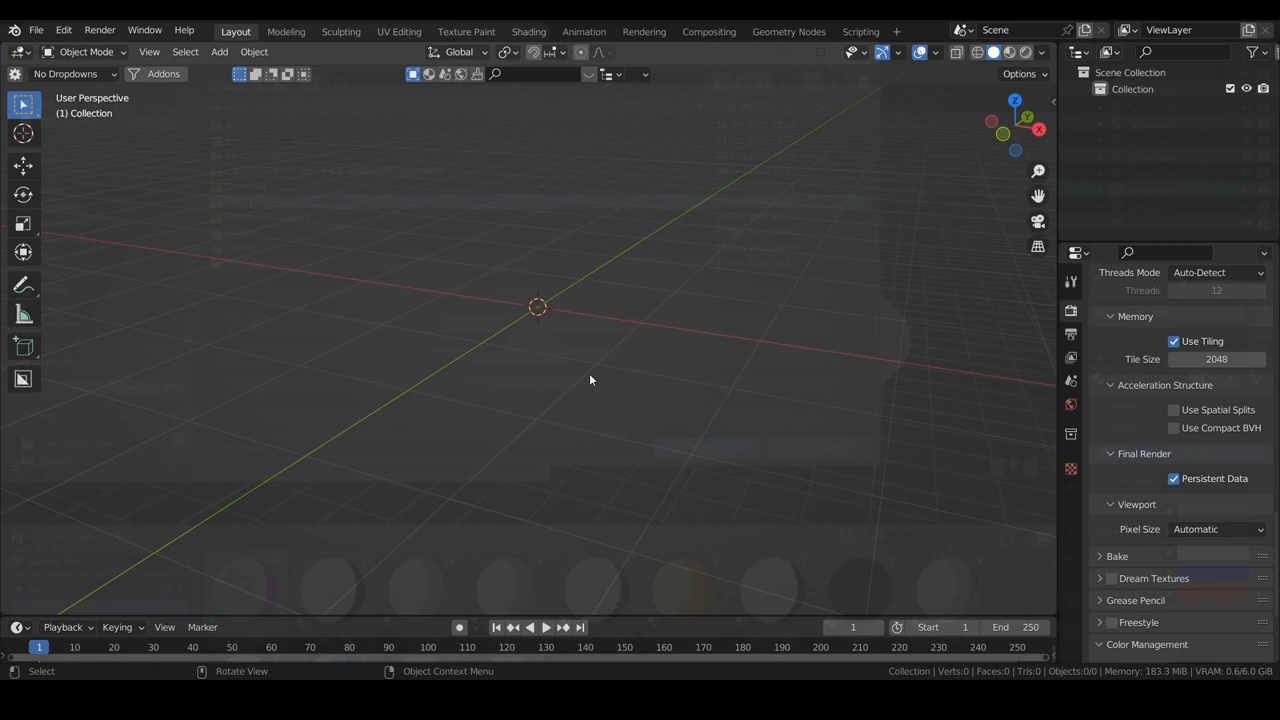 File Edit Render Window Help Layout Modeling Sculpting UV Editing Texture Paint Shading Animation Rendering Compositing Geometry Nodes Scripting + Scene ViewLayer
Object Mode View Select Add Object Global
No Dropdowns Addons Options
User Perspective
(1) Collection
Z
Y
X
Scene Collection
Collection
Threads Mode Auto-Detect
Threads 12
Memory
Use Tiling
Tile Size 2048
Acceleration Structure
Use Spatial Splits
Use Compact BVH
Final Render
Persistent Data
Viewport
Pixel Size Automatic
Bake
Dream Textures
Grease Pencil
Freestyle
Color Management
Playback Keying View Marker 1 Start 1 End 250
1 10 20 30 40 50 60 70 80 90 100 110 120 130 140 150 160 170 180 190 200 210 220 230 240 250
Select Rotate View Object Context Menu Collection | Verts:0 | Faces:0 | Tris:0 | Objects:0/0 | Memory: 183.3 MiB | VRAM: 0.6/6.0 GiB